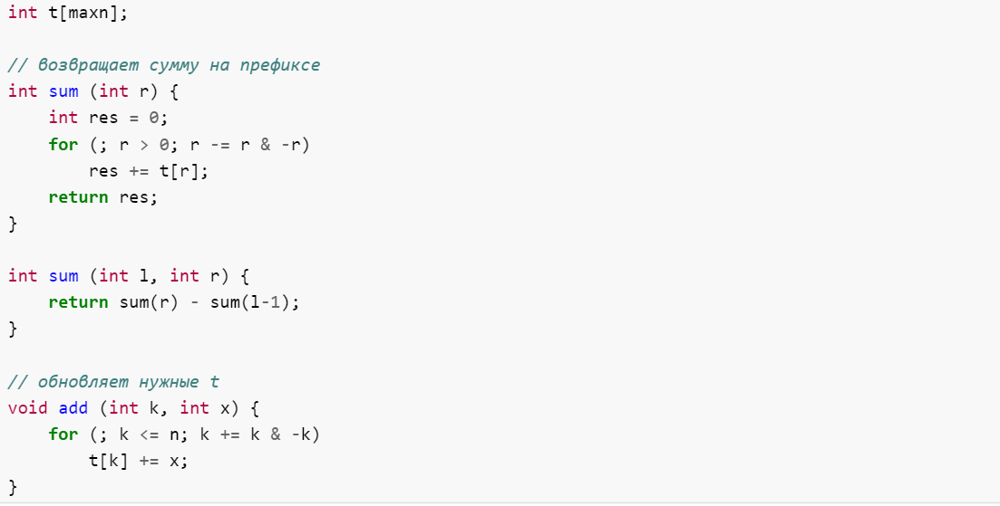 int t[maxn];
// возвращает сумму на префиксе
int sum (int r) {
    int res = 0;
    for (; r > 0; r -= r & -r)
        res += t[r];
    return res;
}
int sum (int l, int r) {
    return sum(r) - sum(l-1);
}
// обновляет нужные t
void add (int k, int x) {
    for (; k <= n; k += k & -k)
        t[k] += x;
}